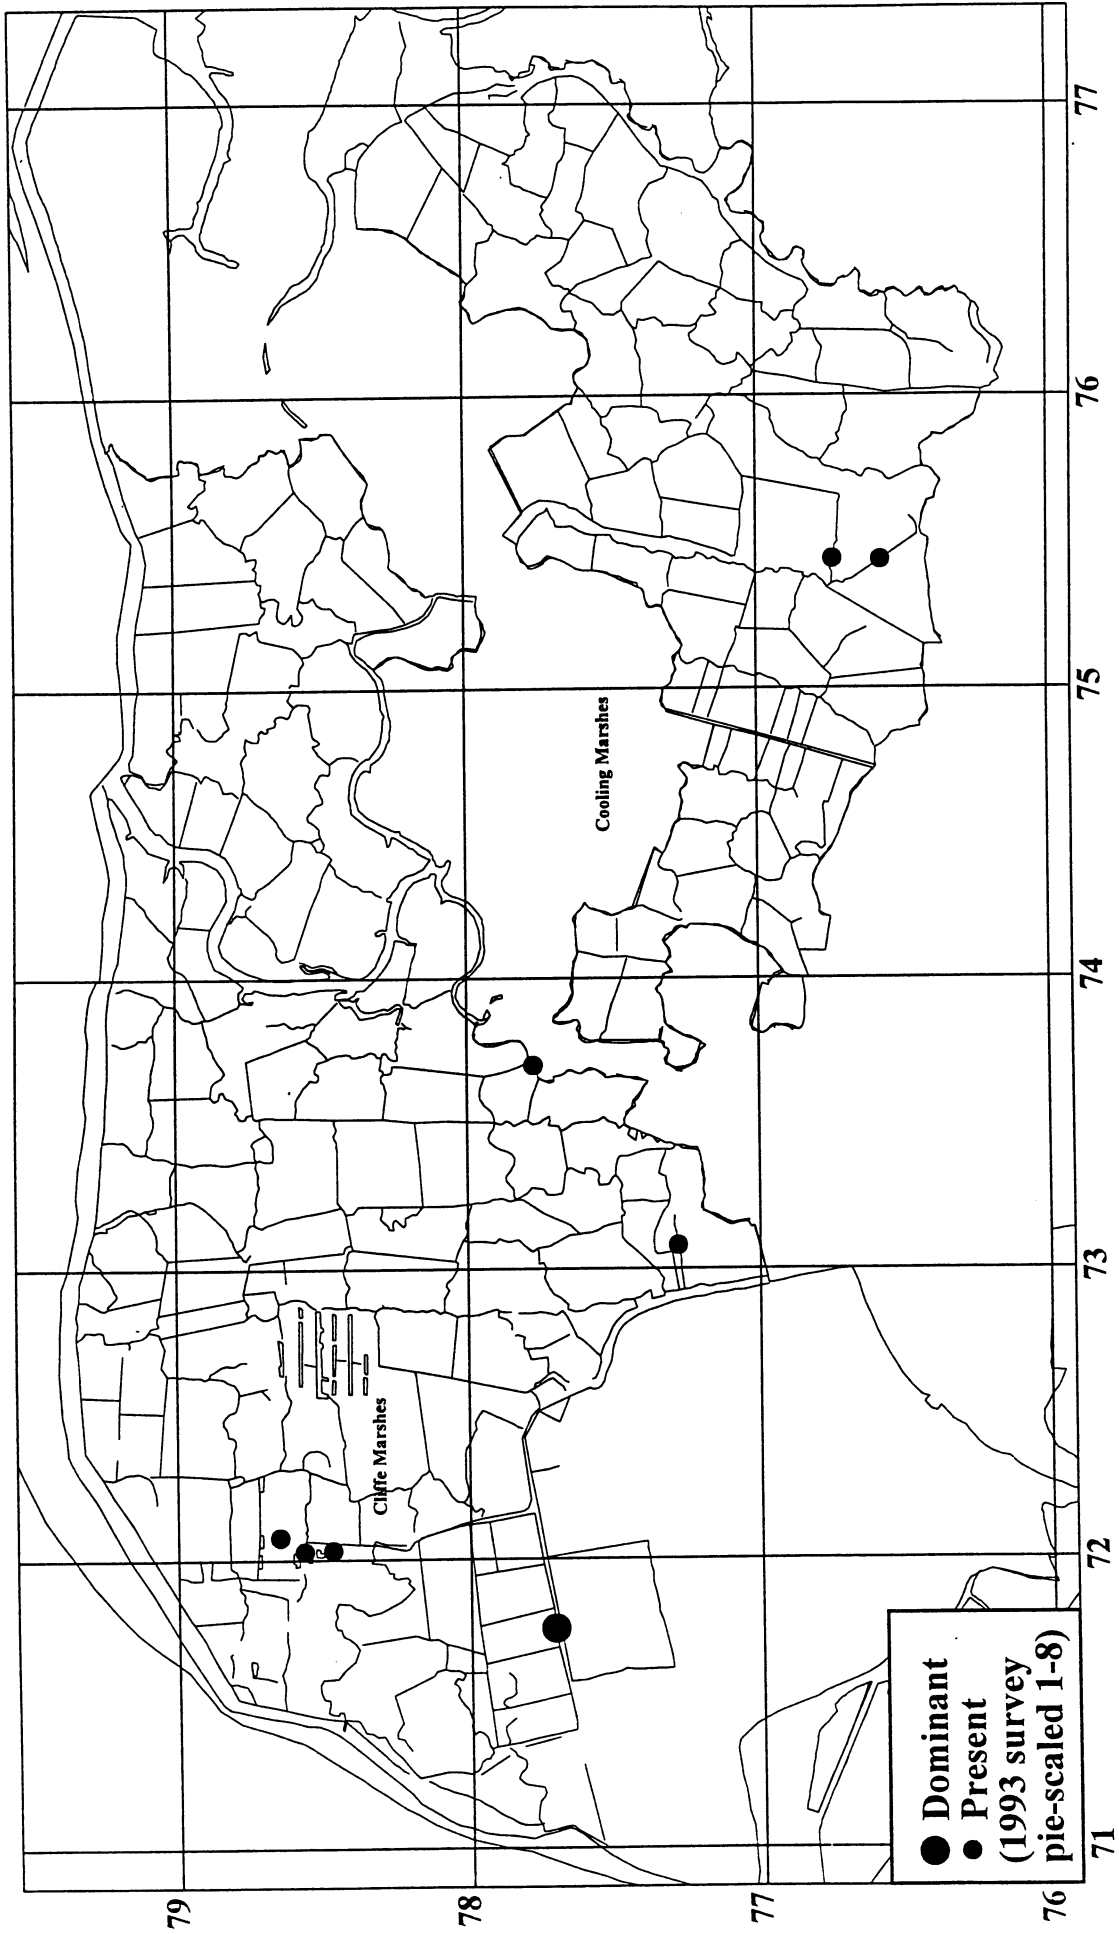 79
78
77
76
71
72
73
74
75
76
77
Cliffe Marshes
Cooling Marshes
Dominant
Present
(1993 survey
pie-scaled 1-8)